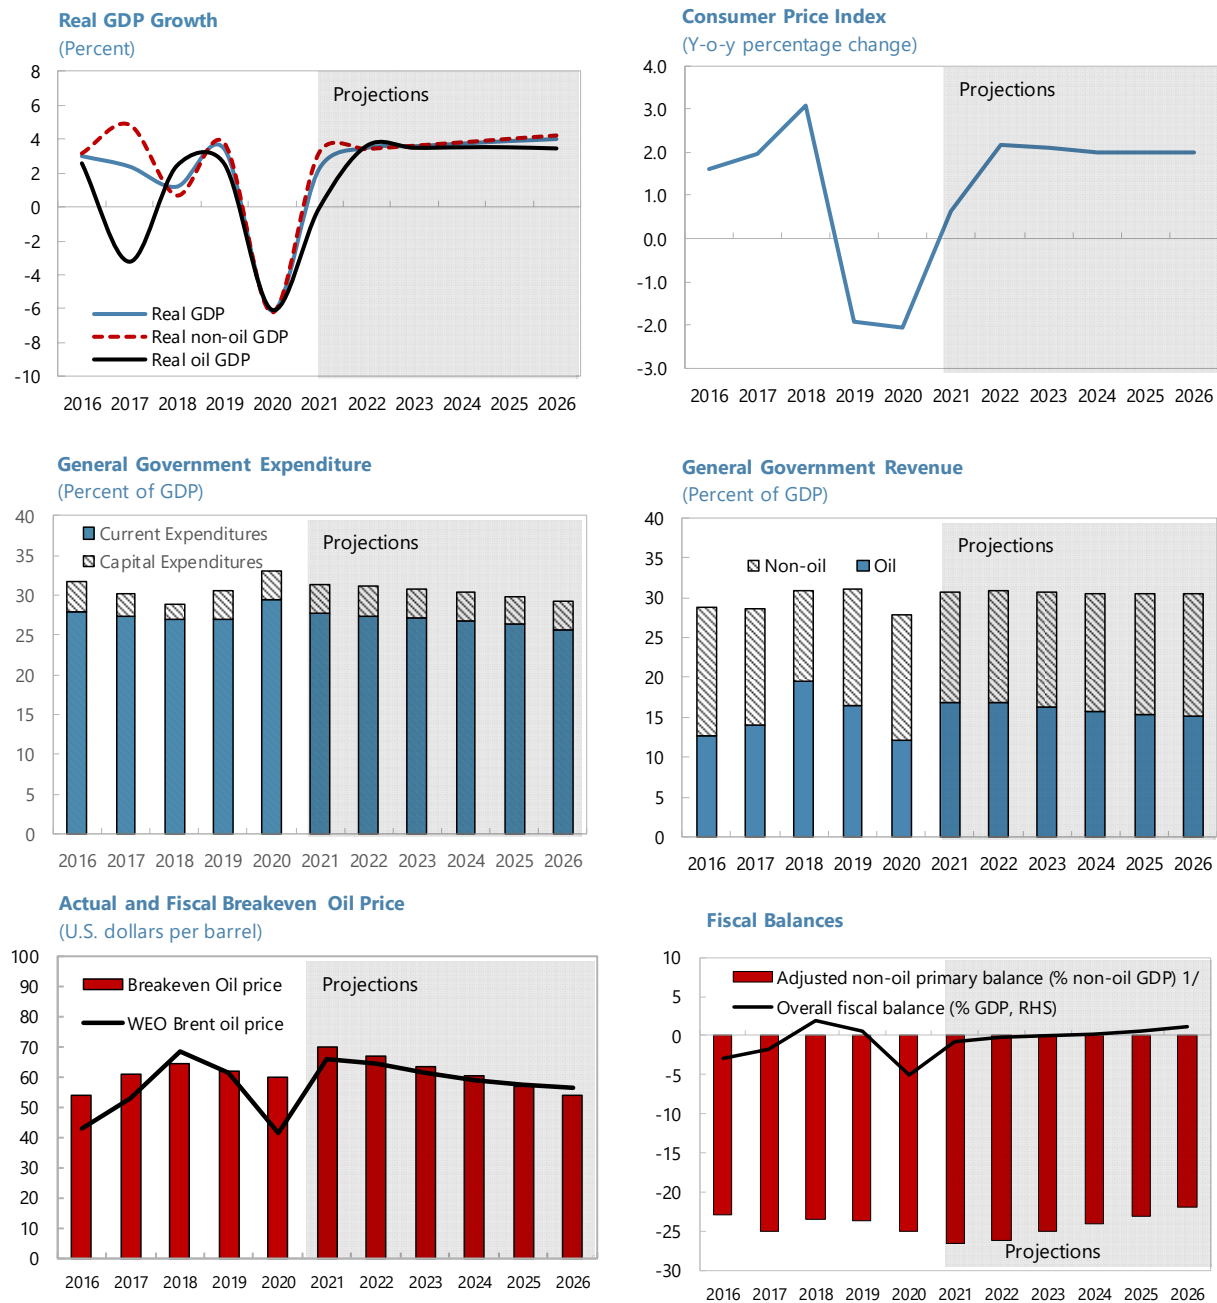 Real GDP Growth
(Percent)
8
6
4
2
0
-2
-4
-6
-8
-10
Projections
Real GDP
Real non-oil GDP
Real oil GDP
2016 2017 2018 2019 2020 2021 2022 2023 2024 2025 2026
Consumer Price Index
(Y-o-y percentage change)
4.0
3.0
2.0
1.0
0.0
-1.0
-2.0
-3.0
Projections
2016 2017 2018 2019 2020 2021 2022 2023 2024 2025 2026
General Government Expenditure
(Percent of GDP)
40
35
30
25
20
15
10
5
0
Current Expenditures
Capital Expenditures
Projections
2016 2017 2018 2019 2020 2021 2022 2023 2024 2025 2026
General Government Revenue
(Percent of GDP)
40
35
30
25
20
15
10
5
0
Projections
Non-oil Oil
2016 2017 2018 2019 2020 2021 2022 2023 2024 2025 2026
Actual and Fiscal Breakeven Oil Price
(U.S. dollars per barrel)
100
90
80
70
60
50
40
30
20
10
0
Breakeven Oil price
WEO Brent oil price
Projections
2016 2017 2018 2019 2020 2021 2022 2023 2024 2025 2026
Fiscal Balances
10
5
0
-5
-10
-15
-20
-25
-30
Adjusted non-oil primary balance (% non-oil GDP) 1/
Overall fiscal balance (% GDP, RHS)
Projections
2016 2017 2018 2019 2020 2021 2022 2023 2024 2025 2026